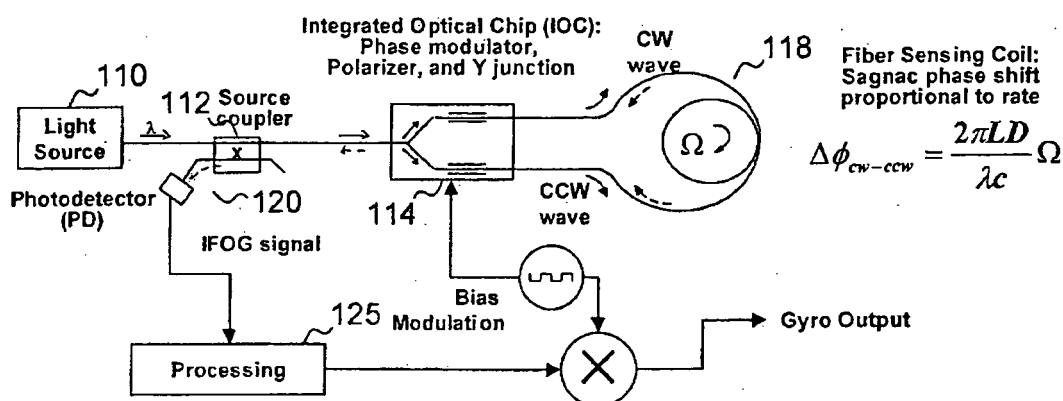 Integrated Optical Chip (IOC):
Phase modulator,
Polarizer, and Y junction
CW
wave
118
Fiber Sensing Coil:
Sagnac phase shift
proportional to rate
Δϕcw-ccw = 2πLD/λc Ω
110
112
Source
coupler
Light
Source
λ
x
Ω
Photodetector
(PD)
120
114
CCW
wave
IFOG signal
Bias
Modulation
125
Processing
Gyro Output